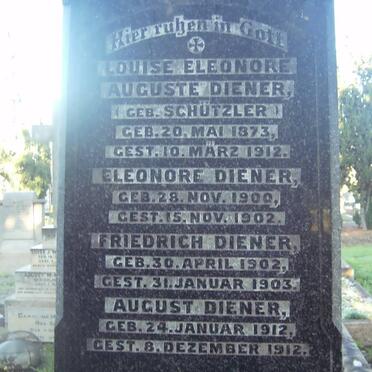 Hier ruhen in Gott
LOUISE ELEONORE
AUGUSTE DIENER,
(GEB. SCHÜTZLER)
GEB. 20. MAI 1873,
GEST. 10. MÄRZ 1912.
ELEONORE DIENER,
GEB. 28. NOV. 1900,
GEST. 15. NOV. 1902.
FRIEDRICH DIENER,
GEB. 30. APRIL 1902,
GEST. 31. JANUAR 1903.
AUGUST DIENER,
GEB. 24. JANUAR 1912,
GEST. 8. DEZEMBER 1912.